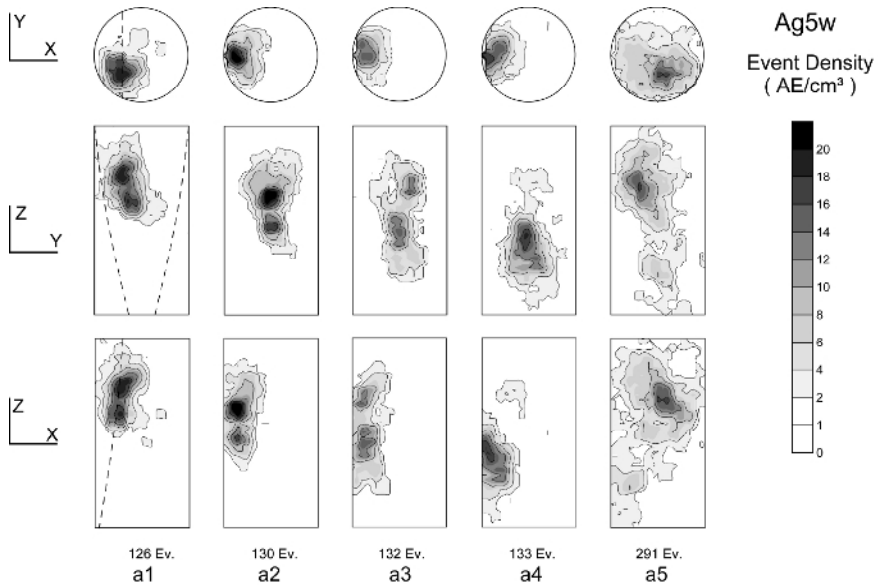 Y
X
Ag5w
Event Density
( AE/cm³ )
Z
Y
20
18
16
14
12
10
8
6
4
2
1
0
Z
X
126 Ev. 130 Ev. 132 Ev. 133 Ev. 291 Ev.
a1 a2 a3 a4 a5